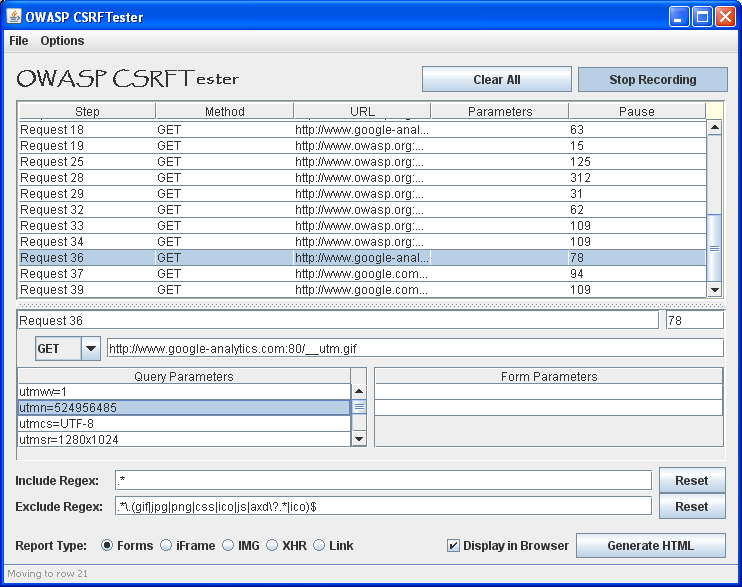 OWASP CSRFTester
File Options
OWASP CSRFTester Clear All Stop Recording
Step Method URL Parameters Pause
Request 18 GET http://www.google-anal... 63
Request 19 GET http://www.owasp.org:... 15
Request 25 GET http://www.owasp.org:... 125
Request 28 GET http://www.owasp.org:... 312
Request 29 GET http://www.owasp.org:... 31
Request 32 GET http://www.owasp.org:... 62
Request 33 GET http://www.owasp.org:... 109
Request 34 GET http://www.owasp.org:... 109
Request 36 GET http://www.google-anal... 78
Request 37 GET http://www.google.com... 94
Request 39 GET http://www.google.com... 109
Request 36 78
GET http://www.google-analytics.com:80/__utm.gif
Query Parameters Form Parameters
utmwv=1
utmn=524956485
utmcs=UTF-8
utmsr=1280x1024
Include Regex: .* Reset
Exclude Regex: .*\.(gif|jpg|png|css|ico|js|axd\?.*|ico)$ Reset
Report Type: Forms iFrame IMG XHR Link Display in Browser Generate HTML
Moving to row 21